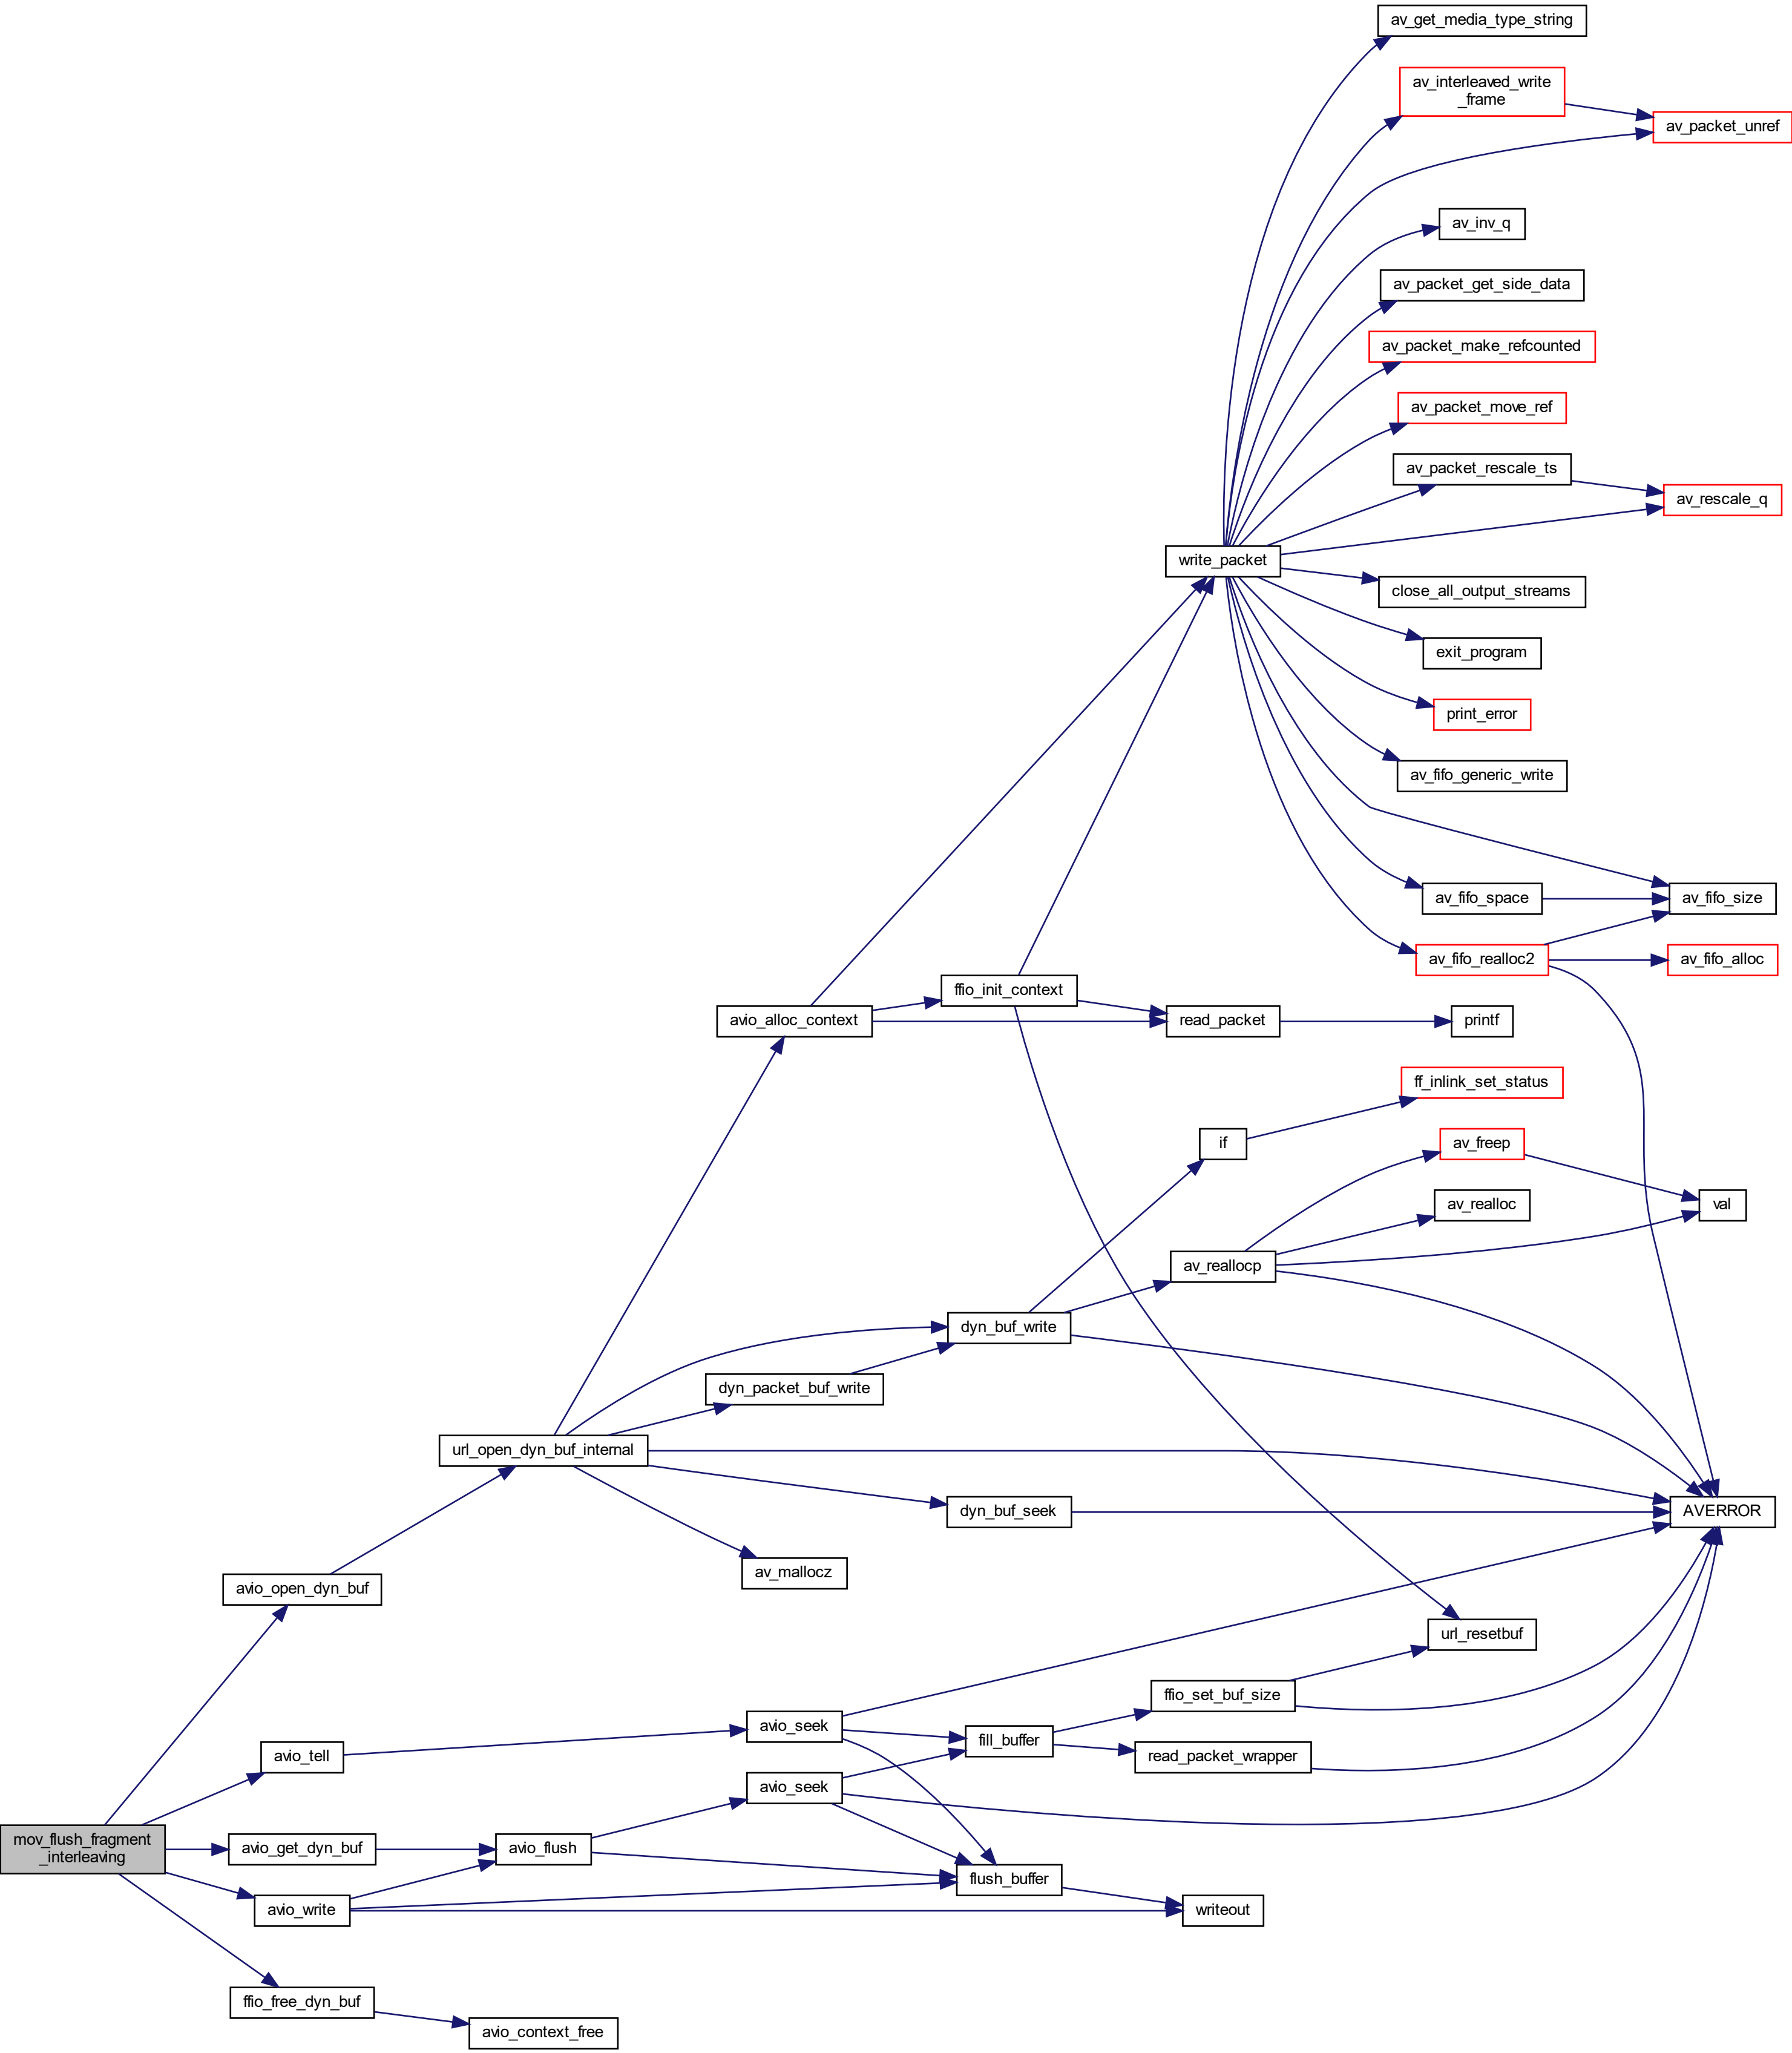 av_get_media_type_string
av_interleaved_write
_frame
av_packet_unref
av_inv_q
av_packet_get_side_data
av_packet_make_refcounted
av_packet_move_ref
av_packet_rescale_ts
av_rescale_q
write_packet
close_all_output_streams
exit_program
print_error
av_fifo_generic_write
av_fifo_space
av_fifo_size
av_fifo_realloc2
av_fifo_alloc
ffio_init_context
avio_alloc_context
read_packet
printf
ff_inlink_set_status
if
av_freep
av_realloc
val
av_reallocp
dyn_buf_write
dyn_packet_buf_write
url_open_dyn_buf_internal
dyn_buf_seek
AVERROR
av_mallocz
avio_open_dyn_buf
url_resetbuf
ffio_set_buf_size
avio_seek
fill_buffer
avio_tell
read_packet_wrapper
avio_seek
mov_flush_fragment
_interleaving
avio_get_dyn_buf
avio_flush
flush_buffer
avio_write
writeout
ffio_free_dyn_buf
avio_context_free